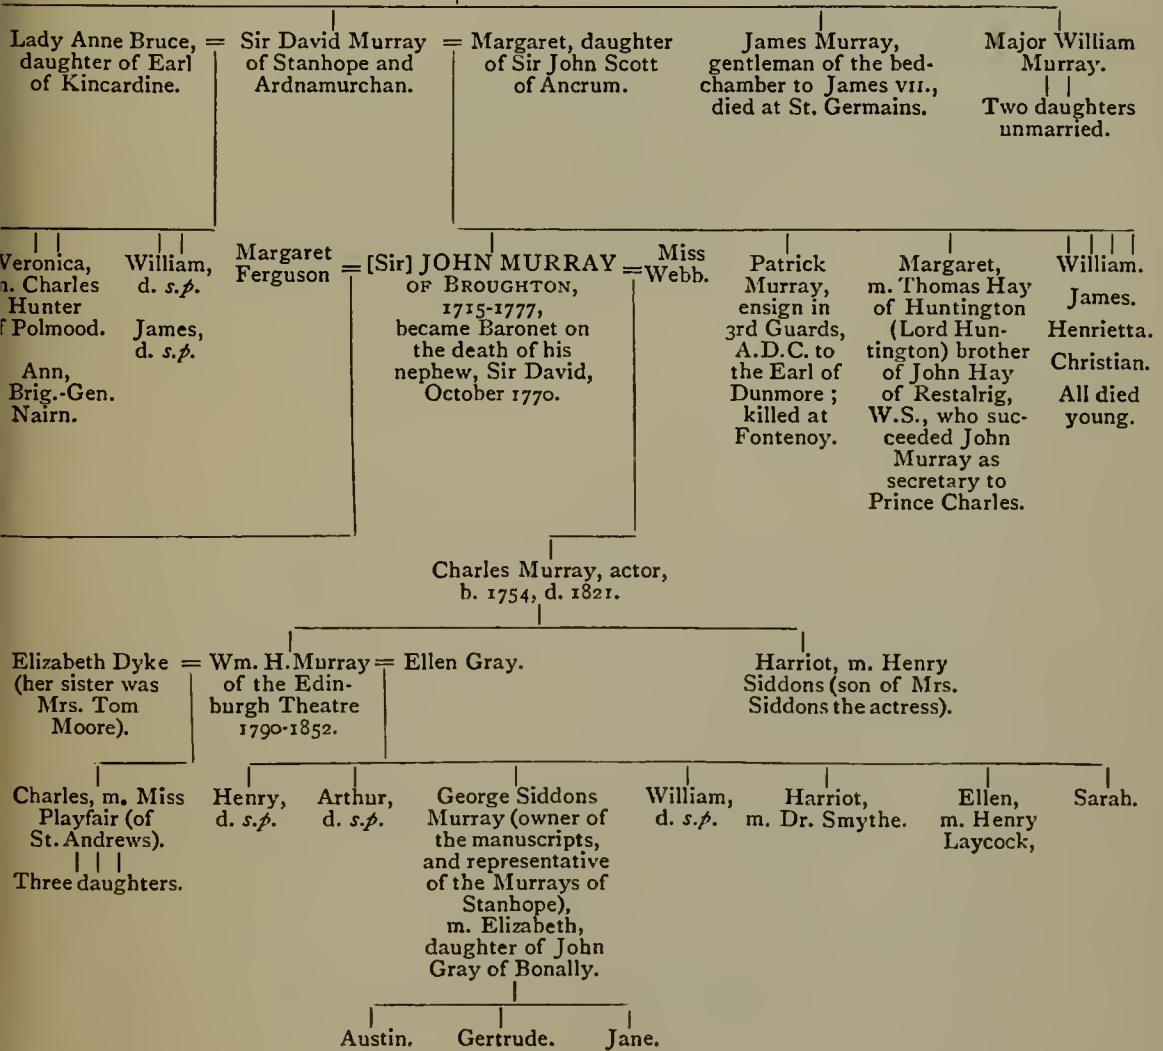 Lady Anne Bruce, =
daughter of Earl
of Kincardine.
Sir David Murray
of Stanhope and
Ardnamurchan.
= Margaret, daughter
of Sir John Scott
of Ancrum.
James Murray,
gentleman of the bed-
chamber to James VII.,
died at St. Germains.
Major William
Murray.
Two daughters
unmarried.
Veronica,
m. Charles
Hunter
of Polmood.
Ann,
Brig.-Gen.
Nairn.
William,
d. s.p.
James,
d. s.p.
Margaret
Ferguson
= [Sir] JOHN MURRAY =
OF BROUGHTON,
1715-1777,
became Baronet on
the death of his
nephew, Sir David,
October 1770.
Miss
Webb.
Patrick
Murray,
ensign in
3rd Guards,
A.D.C. to
the Earl of
Dunmore ;
killed at
Fontenoy.
Margaret,
m. Thomas Hay
of Huntington
(Lord Hun-
tington) brother
of John Hay
of Restalrig,
W.S., who suc-
ceeded John
Murray as
secretary to
Prince Charles.
William.
James.
Henrietta.
Christian.
All died
young.
Charles Murray, actor,
b. 1754, d. 1821.
Elizabeth Dyke
(her sister was
Mrs. Tom
Moore).
= Wm. H. Murray =
of the Edin-
burgh Theatre
1790-1852.
Ellen Gray.
Harriot, m. Henry
Siddons (son of Mrs.
Siddons the actress).
Charles, m. Miss
Playfair (of
St. Andrews).
Three daughters.
Henry,
d. s.p.
Arthur,
d. s.p.
George Siddons
Murray (owner of
the manuscripts,
and representative
of the Murrays of
Stanhope),
m. Elizabeth,
daughter of John
Gray of Bonally.
William,
d. s.p.
Harriot,
m. Dr. Smythe.
Ellen,
m. Henry
Laycock,
Sarah.
Austin.
Gertrude.
Jane.